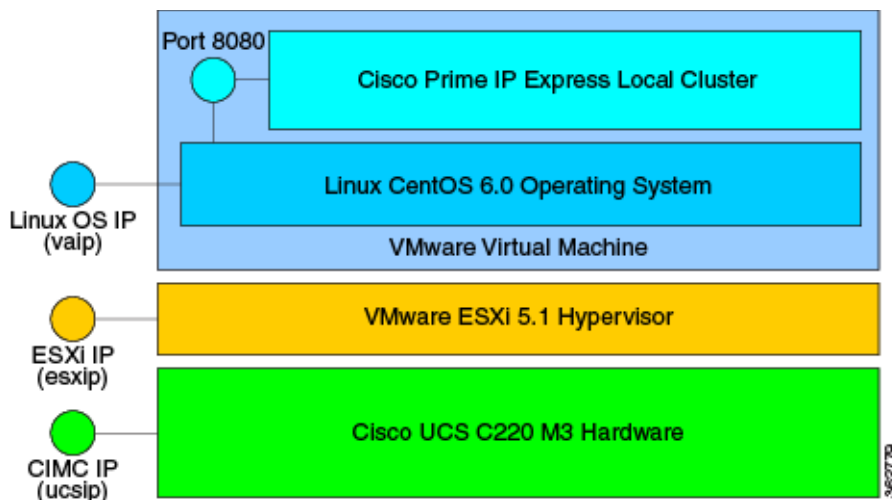 Port 8080
Cisco Prime IP Express Local Cluster
Linux CentOS 6.0 Operating System
Linux OS IP
(vaip)
VMware Virtual Machine
VMware ESXi 5.1 Hypervisor
ESXi IP
(esxip)
Cisco UCS C220 M3 Hardware
CIMC IP
(ucsip)